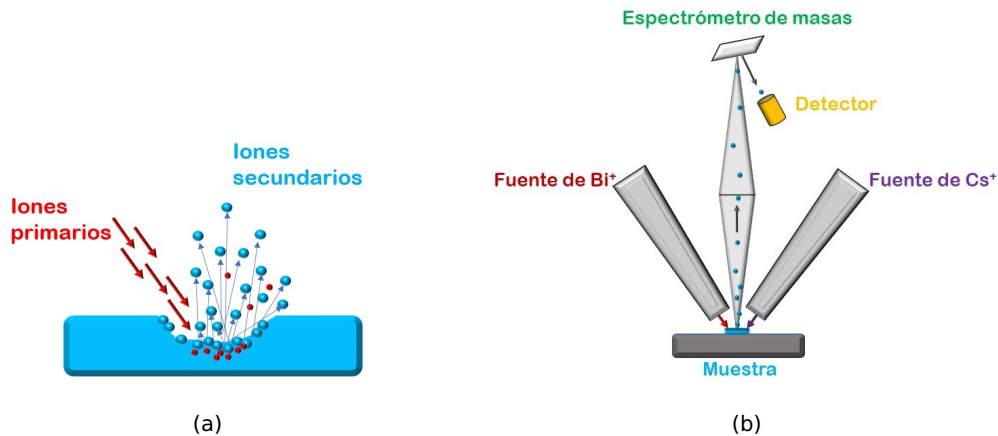 Iones
secundarios
Iones
primarios
(a)
Espectrómetro de masas
Detector
Fuente de Bi⁺
Fuente de Cs⁺
Muestra
(b)